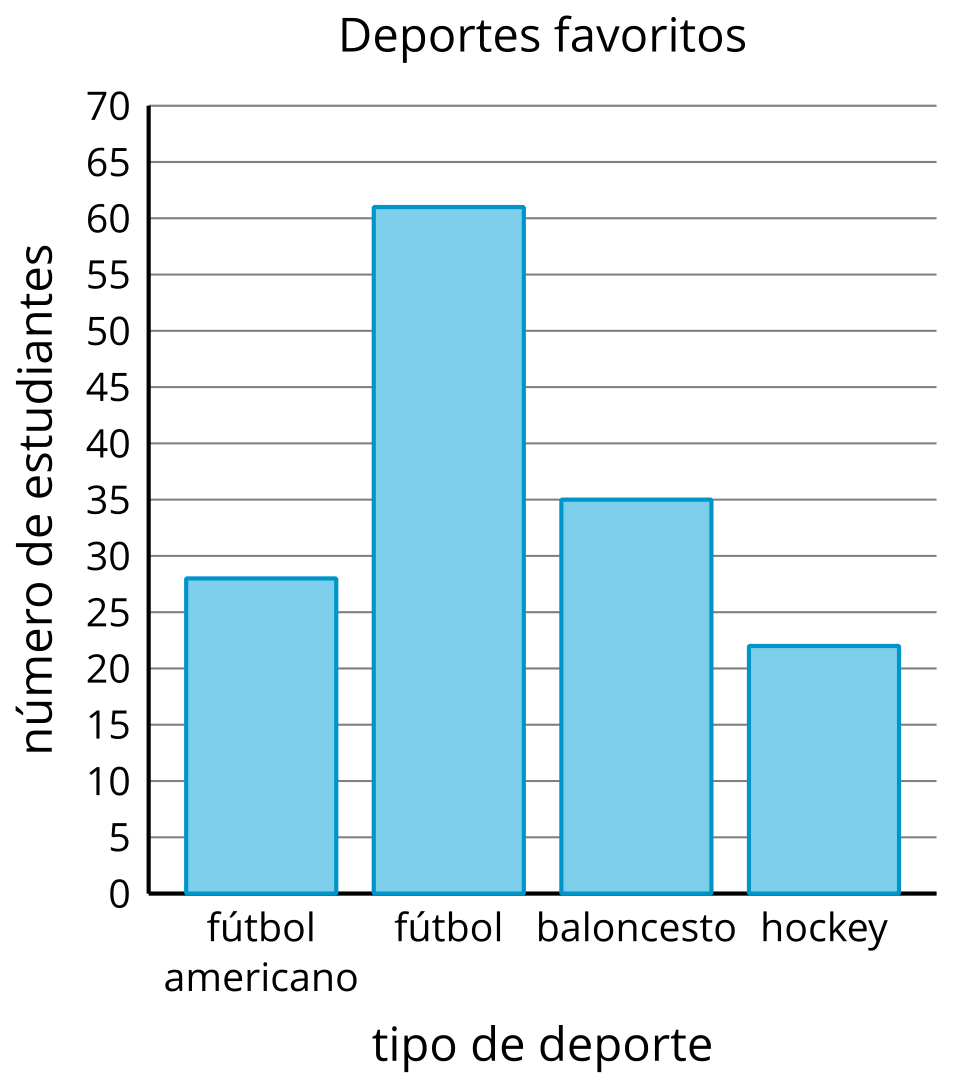 Deportes favoritos
70
65
60
55
50
45
40
35
30
25
20
15
10
5
0
número de estudiantes
fútbol americano
fútbol
baloncesto
hockey
tipo de deporte